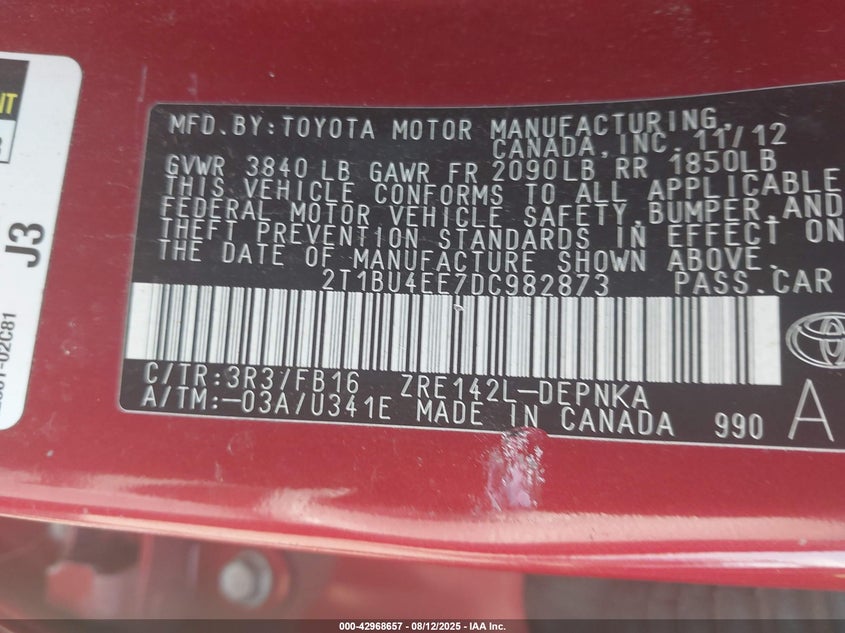 MFD.BY:TOYOTA MOTOR MANUFACTURING,
CANADA,INC. 11/12
GVWR 3840 LB GAWR FR 2090LB RR 1850LB
THIS VEHICLE CONFORMS TO ALL APPLICABLE
FEDERAL MOTOR VEHICLE SAFETY,BUMPER,AND
THEFT PREVENTION STANDARDS IN EFFECT ON
THE DATE OF MANUFACTURE SHOWN ABOVE.
2T1BU4EE7DC982873 PASS.CAR
C/TR:3R3/FB16 ZRE142L-DEPNKA
A/TM:-03A/U341E MADE IN CANADA 990 A
J3
000-42968657 - 08/12/2025 - IAA Inc.